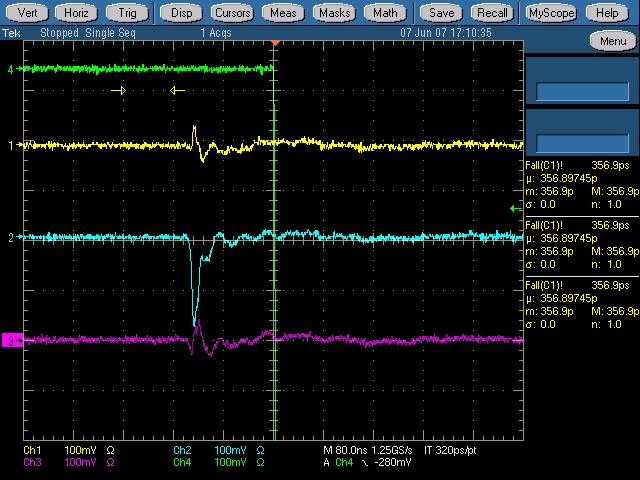 Vert Horiz Trig Disp Cursors Meas Masks Math Save Recall MyScope Help
Tek Stopped Single Seq 1 Acqs 07 Jun 07 17:10:35
Menu
4
1
2
3
Fall(C1)! 356.9ps
µ: 356.89745p
m: 356.9p M: 356.9p
σ: 0.0 n: 1.0
Fall(C1)! 356.9ps
µ: 356.89745p
m: 356.9p M: 356.9p
σ: 0.0 n: 1.0
Fall(C1)! 356.9ps
µ: 356.89745p
m: 356.9p M: 356.9p
σ: 0.0 n: 1.0
Ch1 100mV Ω Ch2 100mV Ω M 80.0ns 1.25GS/s IT 320ps/pt
Ch3 100mV Ω Ch4 100mV Ω A Ch4 \ -280mV